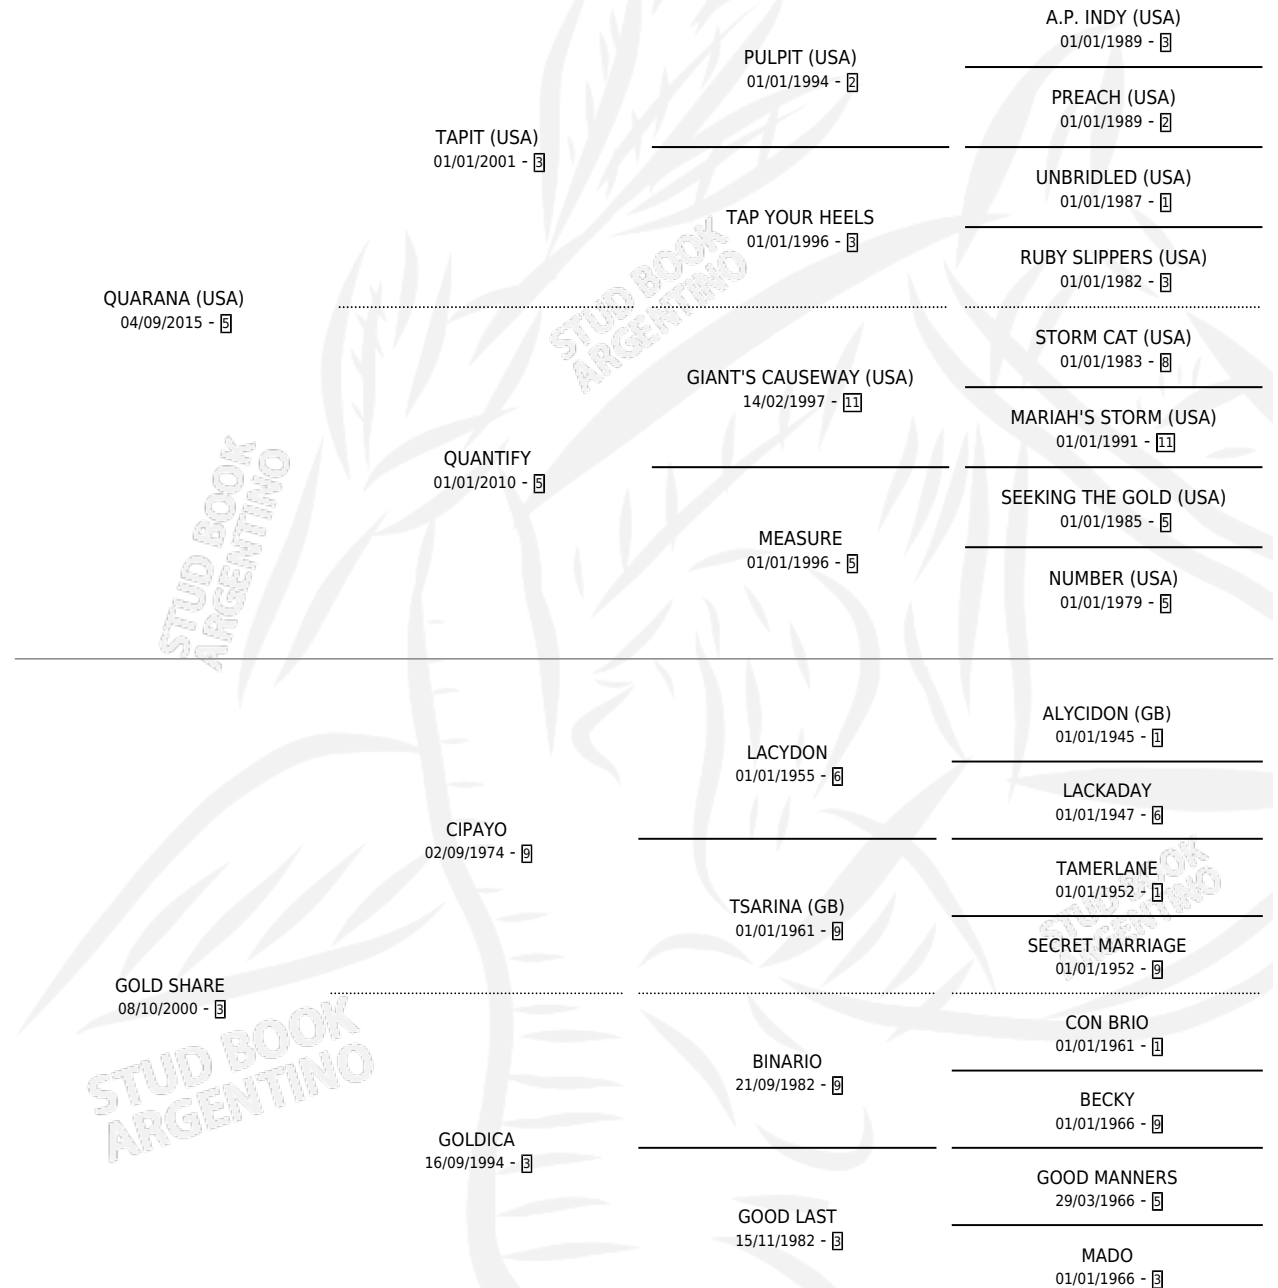 A.P. INDY (USA)
01/01/1989 - 3
PULPIT (USA)
01/01/1994 - 2
PREACH (USA)
01/01/1989 - 2
TAPIT (USA)
01/01/2001 - 3
UNBRIDLED (USA)
01/01/1987 - 1
TAP YOUR HEELS
01/01/1996 - 3
RUBY SLIPPERS (USA)
01/01/1982 - 3
QUARANA (USA)
04/09/2015 - 5
STUD BOOK
ARGENTINO
STORM CAT (USA)
01/01/1983 - 8
GIANT'S CAUSEWAY (USA)
14/02/1997 - 11
MARIAH'S STORM (USA)
01/01/1991 - 11
QUANTIFY
01/01/2010 - 5
SEEKING THE GOLD (USA)
01/01/1985 - 5
MEASURE
01/01/1996 - 5
NUMBER (USA)
01/01/1979 - 5
STUD BOOK
ARGENTINO
ALYCIDON (GB)
01/01/1945 - 1
LACYDON
01/01/1955 - 6
LACKADAY
01/01/1947 - 6
CIPAYO
02/09/1974 - 9
TAMERLANE
01/01/1952 - 1
TSARINA (GB)
01/01/1961 - 9
SECRET MARRIAGE
01/01/1952 - 9
STUD BOOK
ARGENTINO
GOLD SHARE
08/10/2000 - 3
CON BRIO
01/01/1961 - 1
BINARIO
21/09/1982 - 9
BECKY
01/01/1966 - 9
STUD BOOK
ARGENTINO
GOLDICA
16/09/1994 - 3
GOOD MANNERS
29/03/1966 - 5
GOOD LAST
15/11/1982 - 3
MADO
01/01/1966 - 3